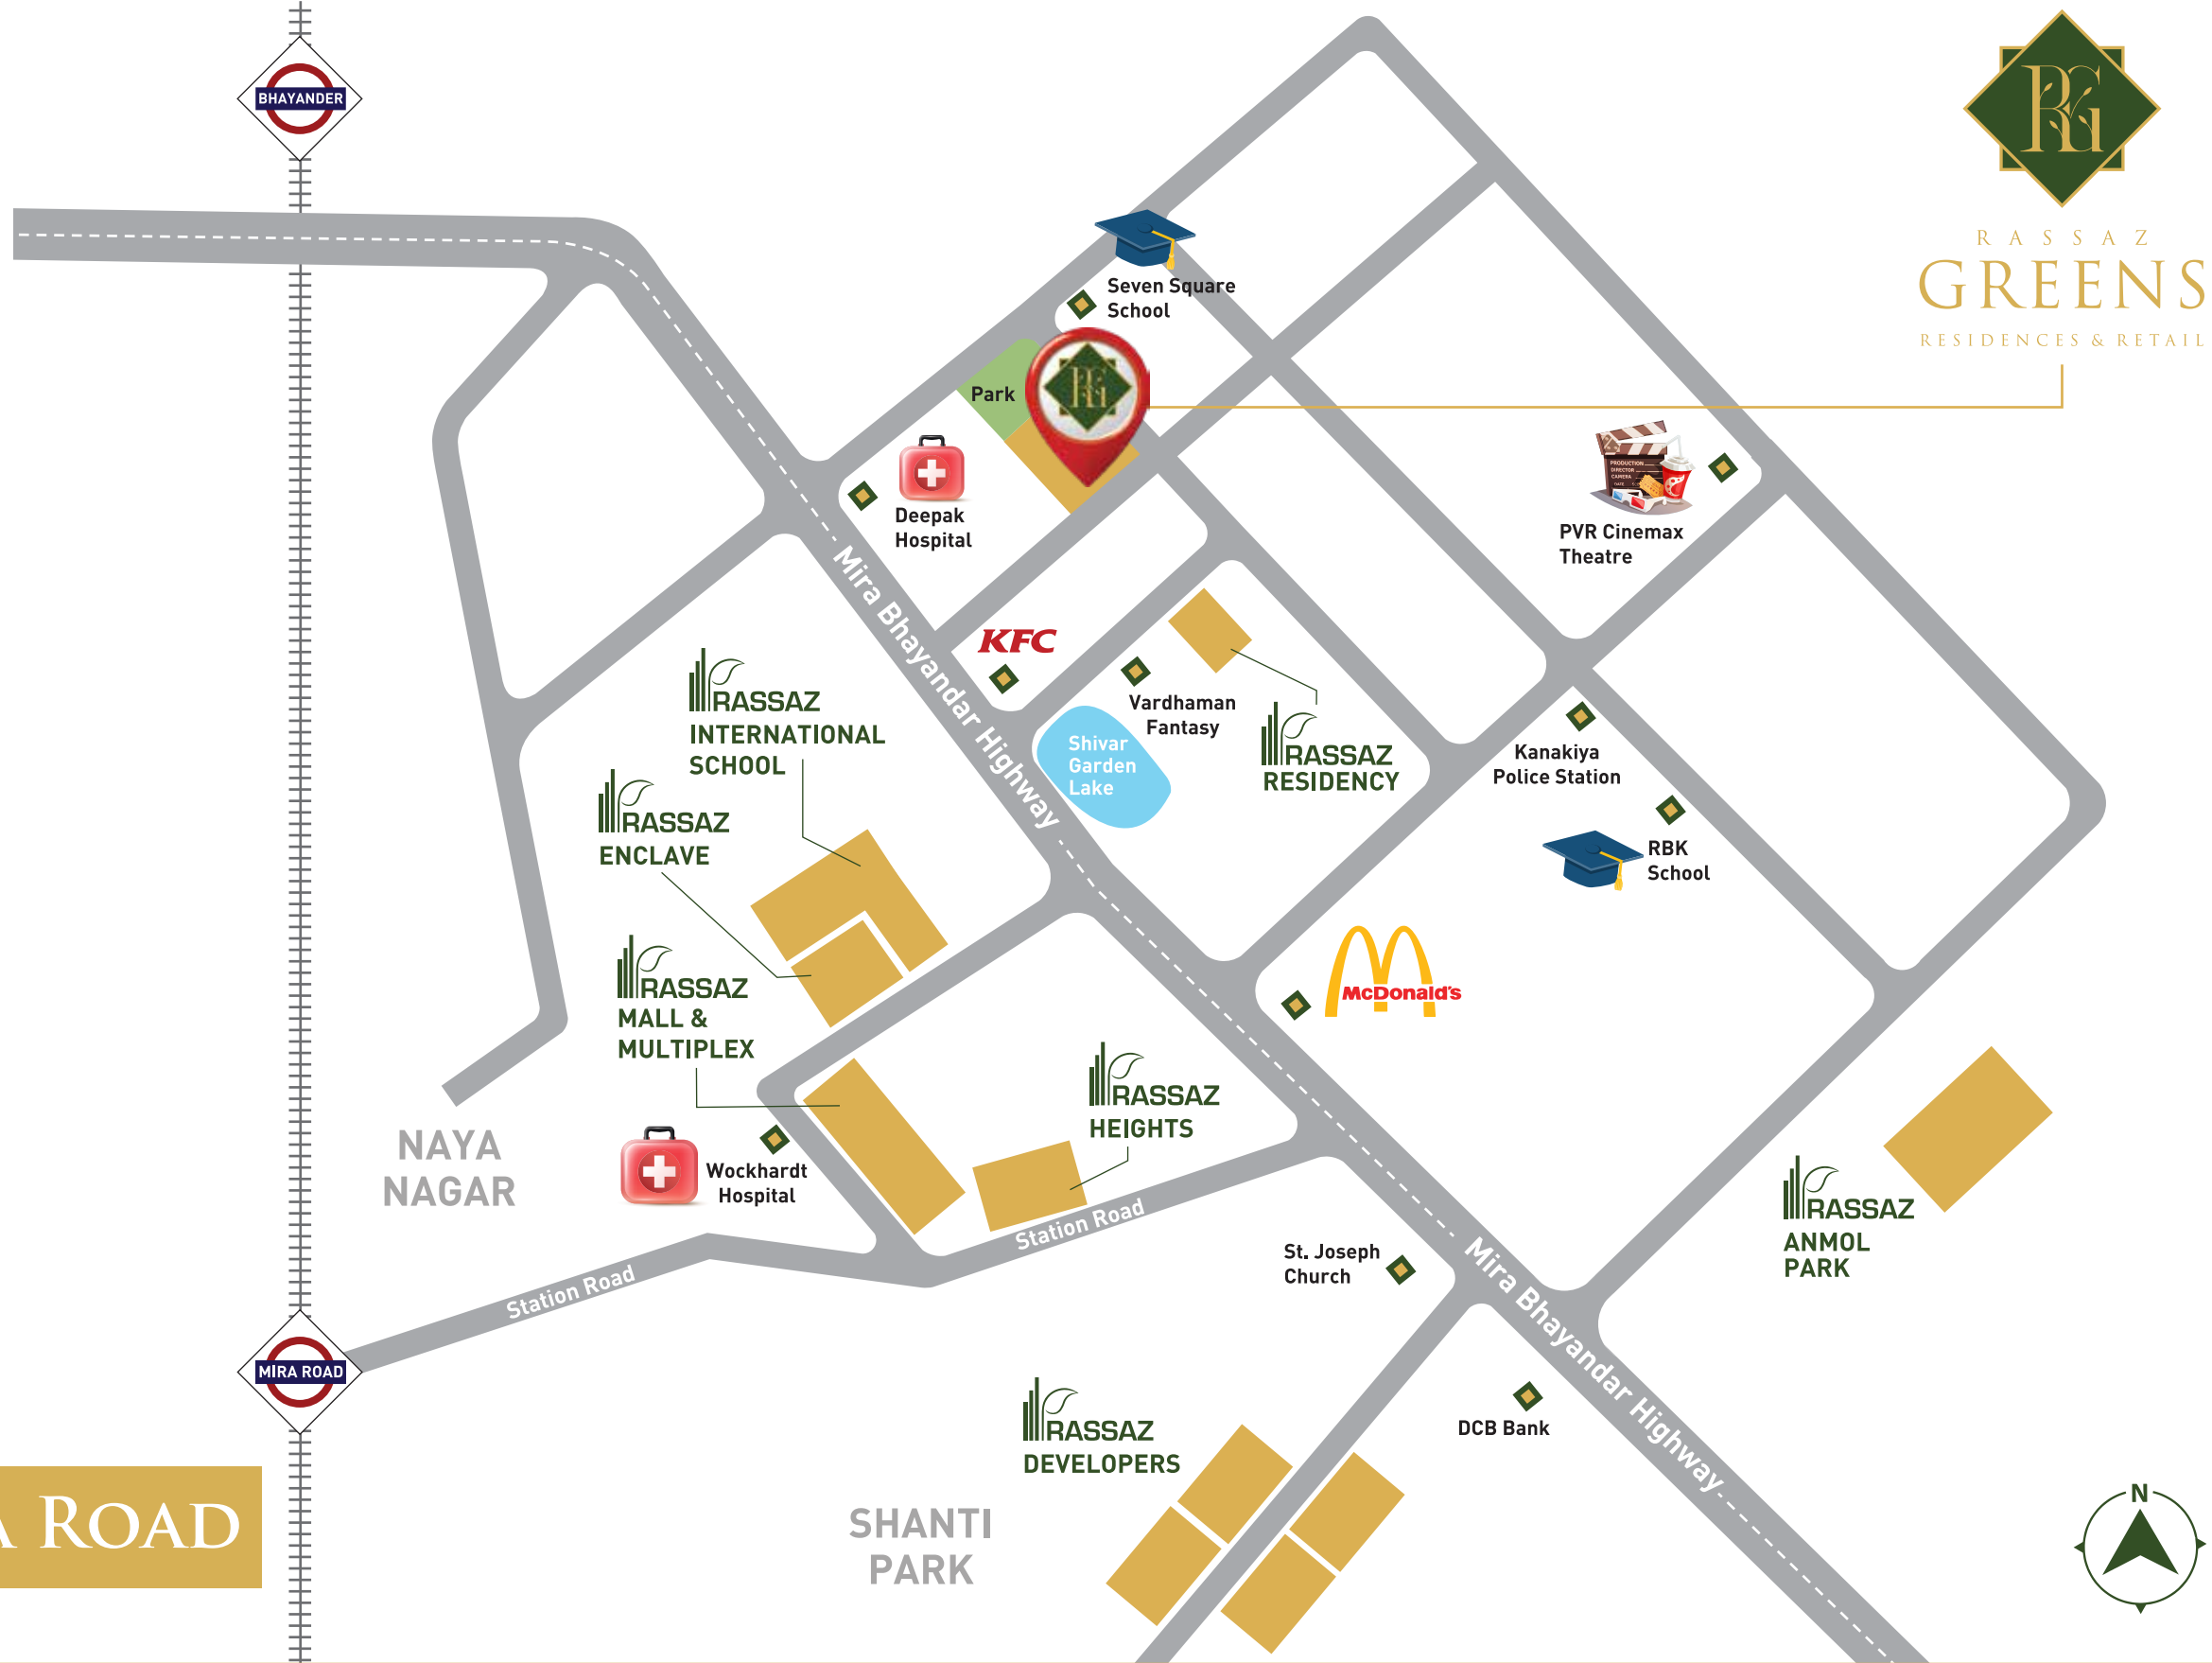 BHAYANDER
RG
RASSAZ
GREENS
RESIDENCES & RETAIL
Seven Square
School
Park
RG
Deepak
Hospital
PVR Cinemax
Theatre
Mira Bhayandar Highway
KFC
Vardhaman
Fantasy
Shivar
Garden
Lake
RASSAZ
RESIDENCY
RASSAZ
INTERNATIONAL
SCHOOL
RASSAZ
ENCLAVE
Kanakiya
Police Station
RBK
School
McDonald's
RASSAZ
MALL &
MULTIPLEX
RASSAZ
HEIGHTS
NAYA
NAGAR
Wockhardt
Hospital
Station Road
Station Road
RASSAZ
ANMOL
PARK
St. Joseph
Church
Mira Bhayandar Highway
MIRA ROAD
DCB Bank
RASSAZ
DEVELOPERS
SHANTI
PARK
ROAD
N